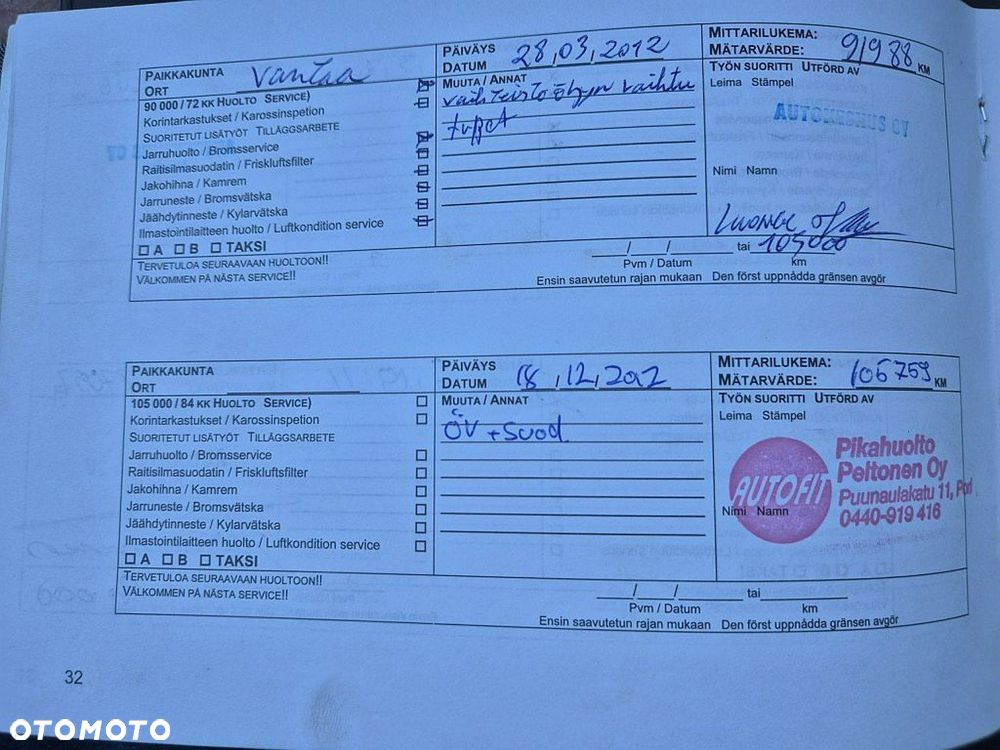 PAIKKAKUNTA
ORT Vantaa
PÄIVÄYS
DATUM 28,03,2012
MITTARILUKEMA:
MÄTARVÄRDE: 91988 KM
90 000 / 72 KK HUOLTO SERVICE)
Korintarkastukset / Karossinspetion
SUORITETUT LISÄTYÖT TILLÄGGSARBETE
Jarruhuolto / Bromsservice
Raitisilmasuodatin / Friskluftsfilter
Jakohihna / Kamrem
Jarruneste / Bromsvätska
Jäähdytinneste / Kylarvätska
Ilmastointilaitteen huolto / Luftkondition service
A B TAKSI
MUUTA / ANNAT
vaihteisto öljyn vaihtu
TYÖN SUORITTI UTFÖRD AV
Leima Stämpel
AUTOKESKUS OY
Nimi Namn
TERVETULOA SEURAAVAAN HUOLTOON!!
VÄLKOMMEN PÅ NÄSTA SERVICE!!
/ / tai 105000
Pvm / Datum km
Ensin saavutetun rajan mukaan Den först uppnådda gränsen avgör
PAIKKAKUNTA
ORT
PÄIVÄYS
DATUM 18,12,2012
MITTARILUKEMA:
MÄTARVÄRDE: 106759 KM
105 000 / 84 KK HUOLTO SERVICE)
Korintarkastukset / Karossinspetion
SUORITETUT LISÄTYÖT TILLÄGGSARBETE
Jarruhuolto / Bromsservice
Raitisilmasuodatin / Friskluftsfilter
Jakohihna / Kamrem
Jarruneste / Bromsvätska
Jäähdytinneste / Kylarvätska
Ilmastointilaitteen huolto / Luftkondition service
A B TAKSI
MUUTA / ANNAT
ÖV + Suod
TYÖN SUORITTI UTFÖRD AV
Leima Stämpel
AUTOFIT
Pikahuolto
Peltonen Oy
Puunaulakatu 11, Pori
0440-919 416
Nimi Namn
TERVETULOA SEURAAVAAN HUOLTOON!!
VÄLKOMMEN PÅ NÄSTA SERVICE!!
/ / tai
Pvm / Datum km
Ensin saavutetun rajan mukaan Den först uppnådda gränsen avgör
32
OTOMOTO